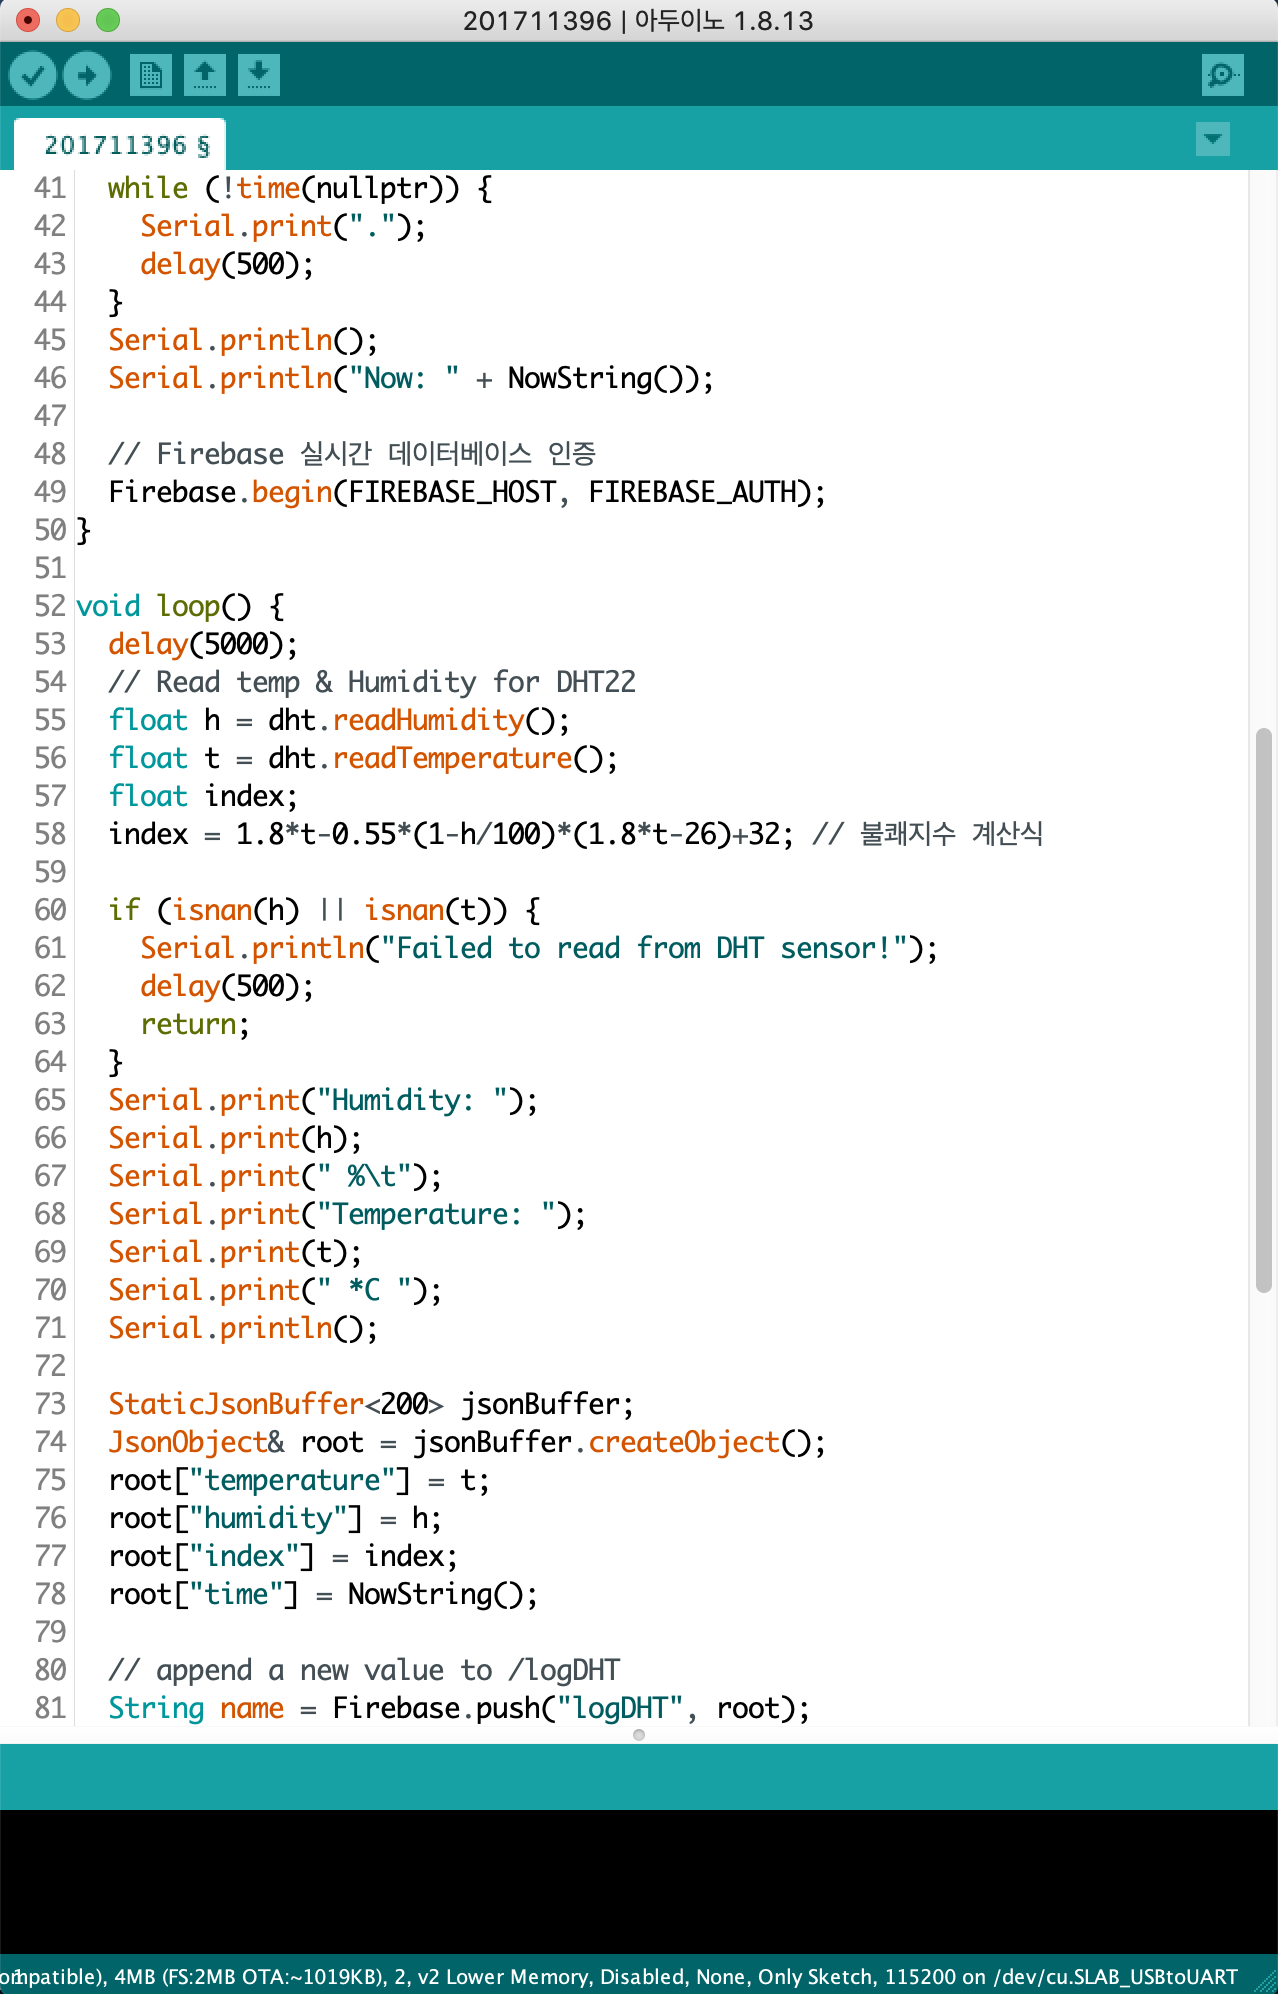 201711396 | 아두이노 1.8.13
201711396 §
41 while (!time(nullptr)) {
42 Serial.print(".");
43 delay(500);
44 }
45 Serial.println();
46 Serial.println("Now: " + NowString());
47
48 // Firebase 실시간 데이터베이스 인증
49 Firebase.begin(FIREBASE_HOST, FIREBASE_AUTH);
50 }
51
52 void loop() {
53 delay(5000);
54 // Read temp & Humidity for DHT22
55 float h = dht.readHumidity();
56 float t = dht.readTemperature();
57 float index;
58 index = 1.8*t-0.55*(1-h/100)*(1.8*t-26)+32; // 불쾌지수 계산식
59
60 if (isnan(h) || isnan(t)) {
61 Serial.println("Failed to read from DHT sensor!");
62 delay(500);
63 return;
64 }
65 Serial.print("Humidity: ");
66 Serial.print(h);
67 Serial.print(" %\t");
68 Serial.print("Temperature: ");
69 Serial.print(t);
70 Serial.print(" *C ");
71 Serial.println();
72
73 StaticJsonBuffer<200> jsonBuffer;
74 JsonObject& root = jsonBuffer.createObject();
75 root["temperature"] = t;
76 root["humidity"] = h;
77 root["index"] = index;
78 root["time"] = NowString();
79
80 // append a new value to /logDHT
81 String name = Firebase.push("logDHT", root);
4MB (FS:2MB OTA:~1019KB), 2, v2 Lower Memory, Disabled, None, Only Sketch, 115200 on /dev/cu.SLAB_USBtoUART